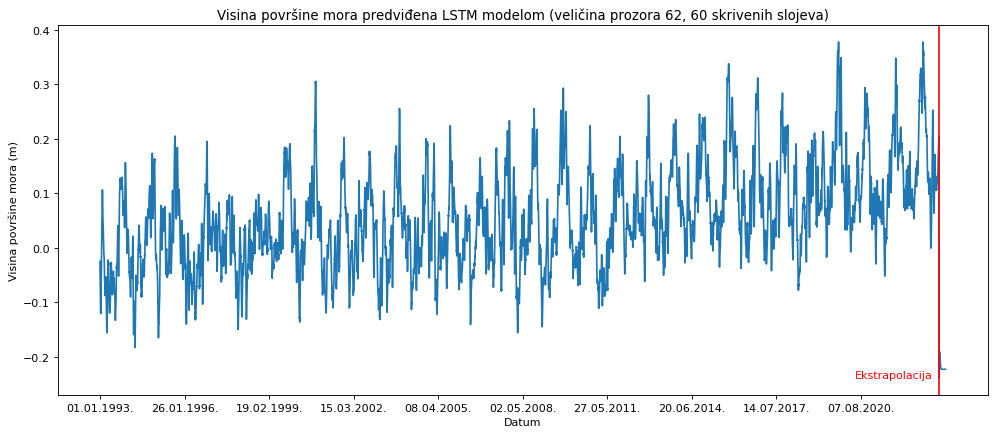 Visina površine mora predviđena LSTM modelom (veličina prozora 62, 60 skrivenih slojeva)
Visina površine mora (m)
0.4
0.3
0.2
0.1
0.0
−0.1
−0.2
Ekstrapolacija
01.01.1993. 26.01.1996. 19.02.1999. 15.03.2002. 08.04.2005. 02.05.2008. 27.05.2011. 20.06.2014. 14.07.2017. 07.08.2020.
Datum